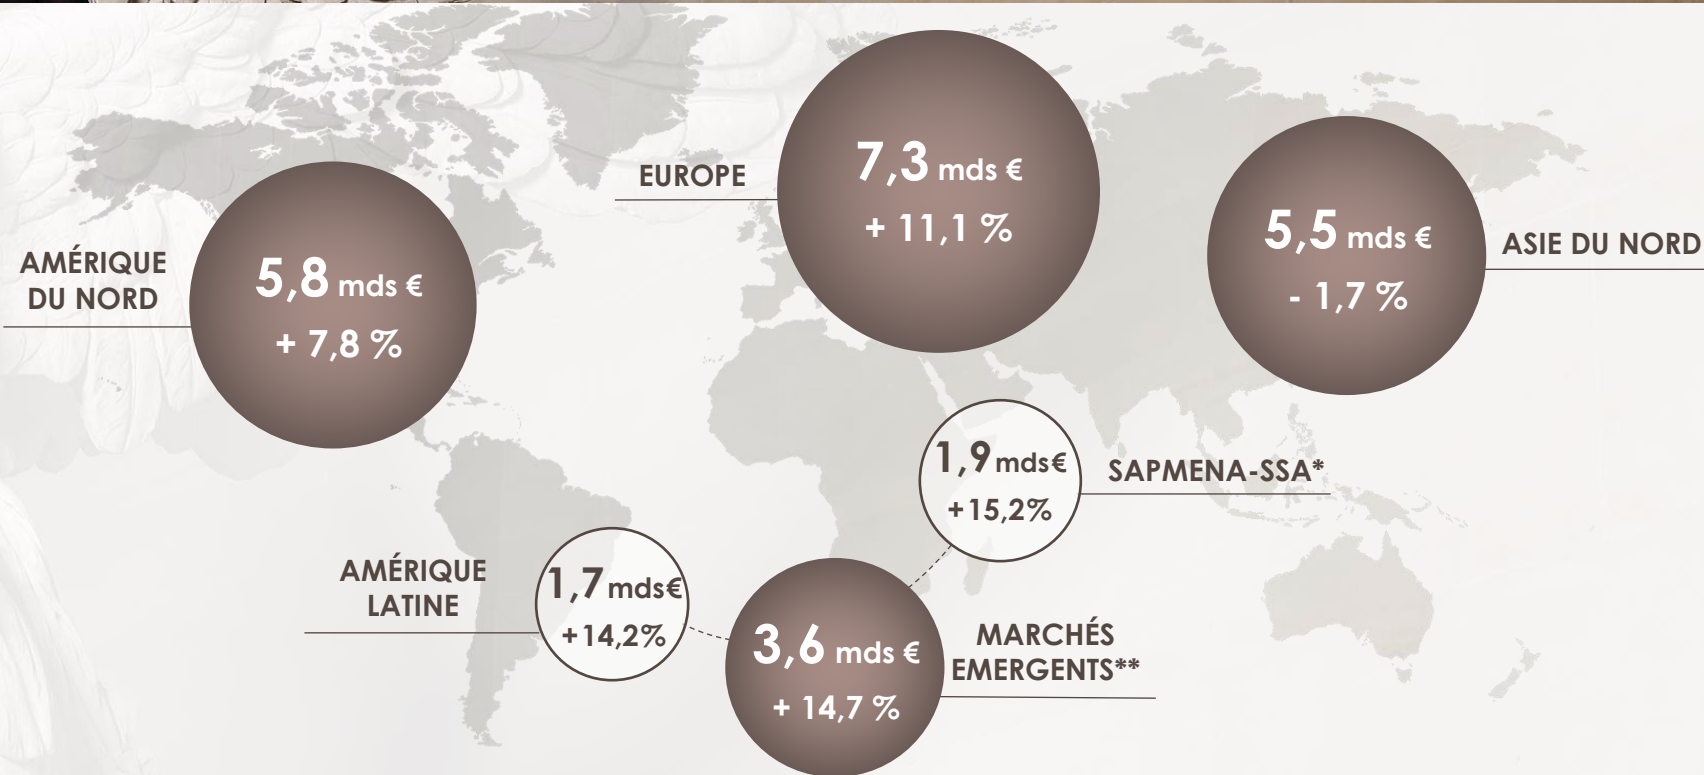 AMÉRIQUE
DU NORD
5,8 mds €
+ 7,8 %
EUROPE
7,3 mds €
+ 11,1 %
5,5 mds €
- 1,7 %
ASIE DU NORD
1,9 mds€
+15,2%
SAPMENA-SSA*
AMÉRIQUE
LATINE
1,7 mds€
+14,2%
3,6 mds €
+ 14,7 %
MARCHÉS
EMERGENTS**